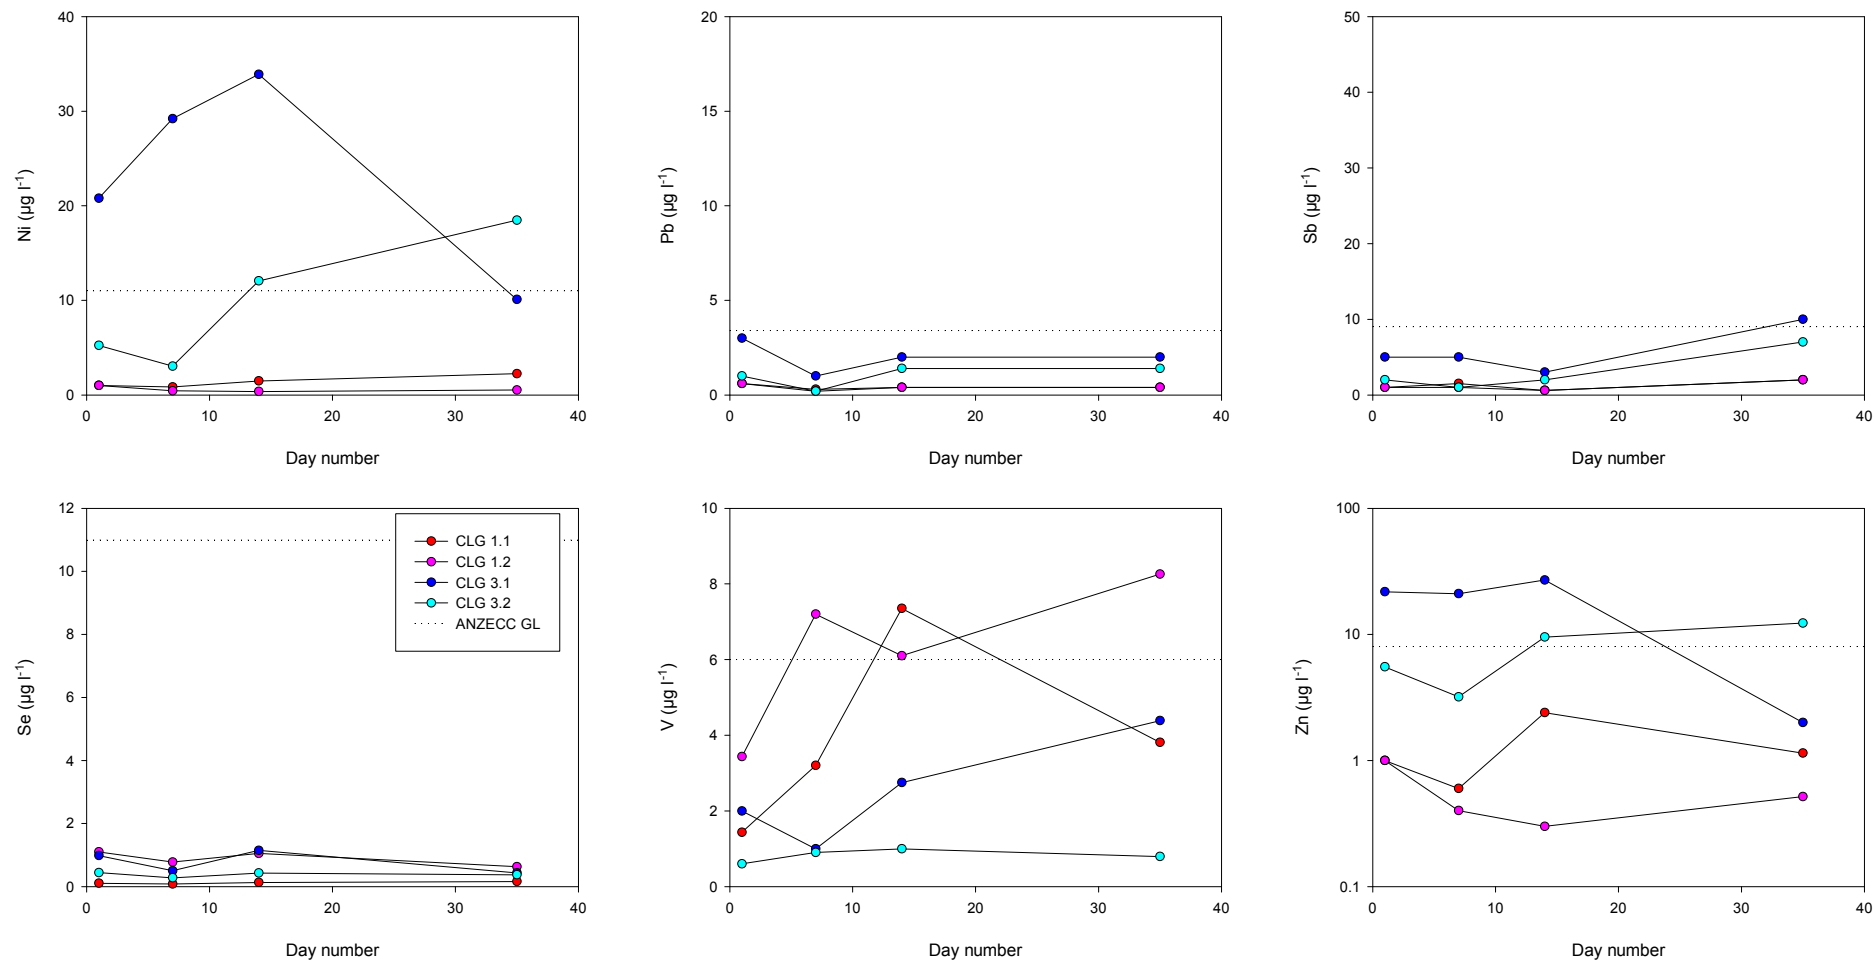 40
30
20
10
0
0 10 20 30 40
Ni (µg l-1)
Day number
20
15
10
5
0
0 10 20 30 40
Pb (µg l-1)
Day number
50
40
30
20
10
0
0 10 20 30 40
Sb (µg l-1)
Day number
12
10
8
6
4
2
0
0 10 20 30 40
Se (µg l-1)
Day number
CLG 1.1
CLG 1.2
CLG 3.1
CLG 3.2
ANZECC GL
10
8
6
4
2
0
0 10 20 30 40
V (µg l-1)
Day number
100
10
1
0.1
0 10 20 30 40
Zn (µg l-1)
Day number